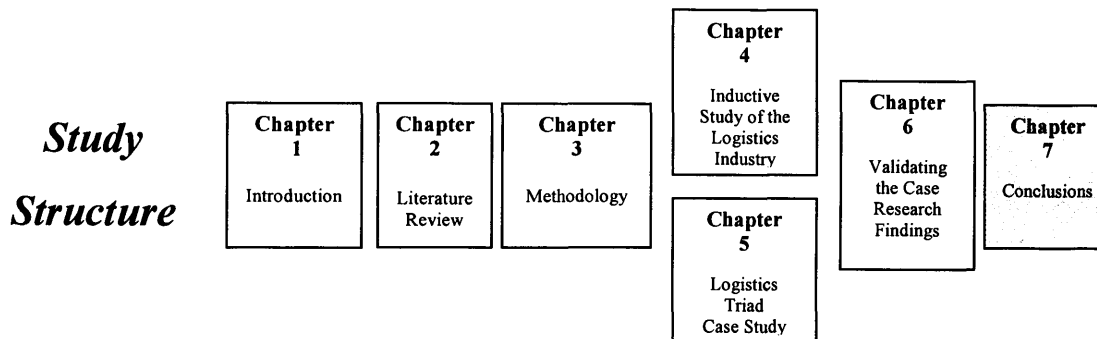 Study
Structure
Chapter
1
Introduction
Chapter
2
Literature
Review
Chapter
3
Methodology
Chapter
4
Inductive
Study of the
Logistics
Industry
Chapter
5
Logistics
Triad
Case Study
Chapter
6
Validating
the Case
Research
Findings
Chapter
7
Conclusions